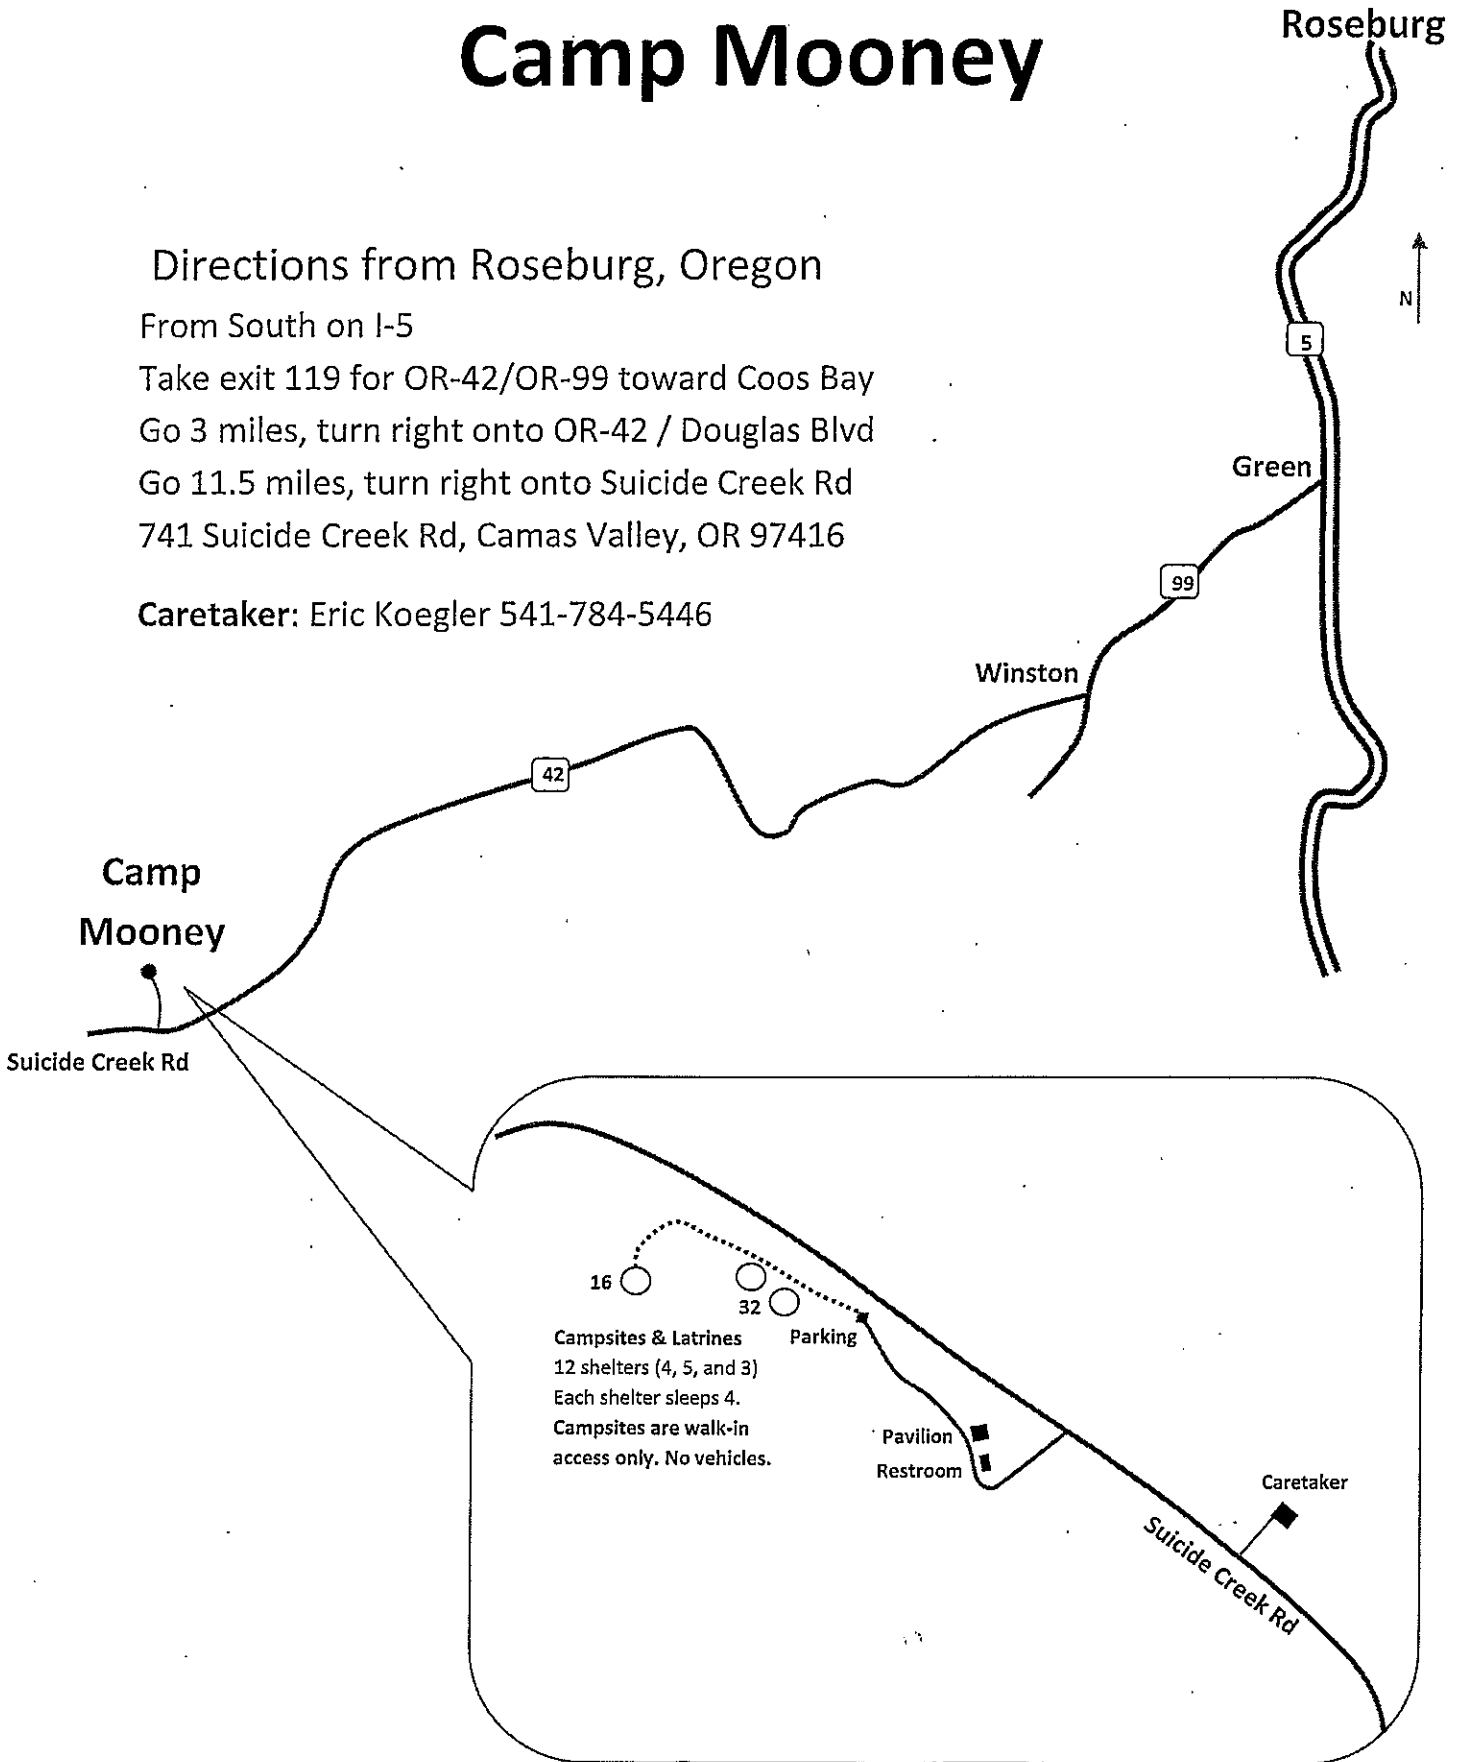 Camp Mooney
Roseburg
Directions from Roseburg, Oregon
From South on I-5
Take exit 119 for OR-42/OR-99 toward Coos Bay
Go 3 miles, turn right onto OR-42 / Douglas Blvd
Go 11.5 miles, turn right onto Suicide Creek Rd
741 Suicide Creek Rd, Camas Valley, OR 97416
Caretaker: Eric Koegler 541-784-5446
N
5
Green
99
Winston
42
Camp
Mooney
Suicide Creek Rd
16
32
Parking
Campsites & Latrines
12 shelters (4, 5, and 3)
Each shelter sleeps 4.
Campsites are walk-in
access only. No vehicles.
Pavilion
Restroom
Caretaker
Suicide Creek Rd